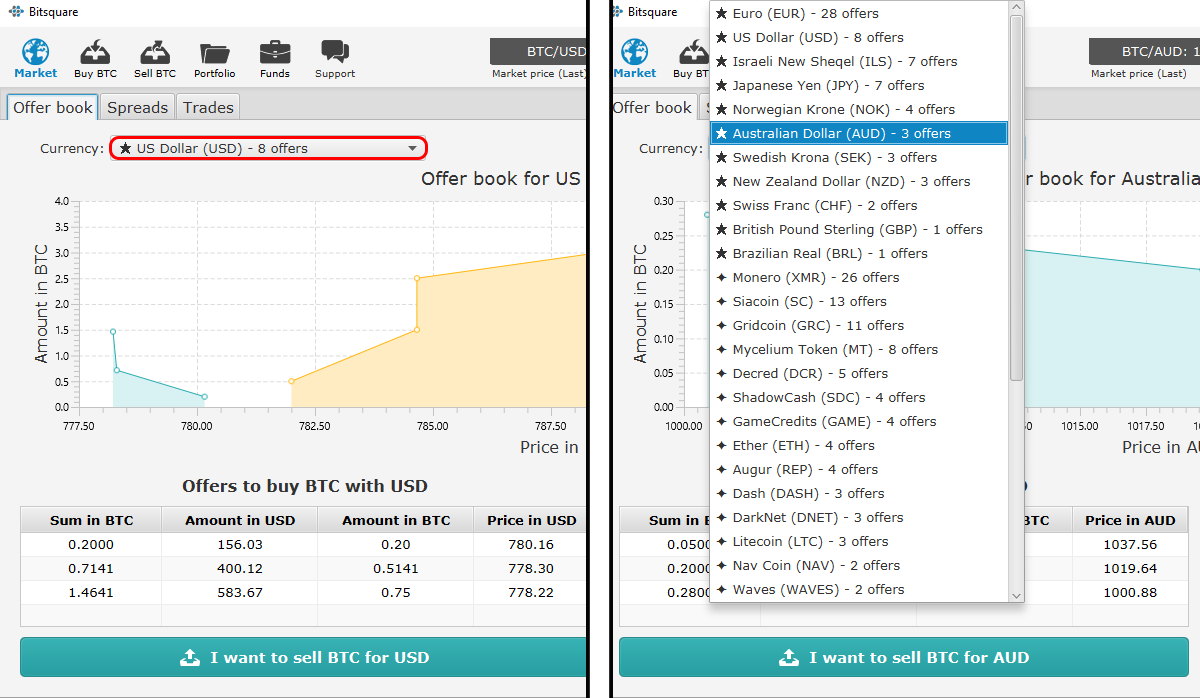 Bitsquare
Market Buy BTC Sell BTC Portfolio Funds Support
BTC/USD
Market price (Last)
Offer book Spreads Trades
Currency: ★ US Dollar (USD) - 8 offers
Offer book for US
Amount in BTC
4.0
3.5
3.0
2.5
2.0
1.5
1.0
0.5
0.0
777.50 780.00 782.50 785.00 787.50
Price in
Offers to buy BTC with USD
Sum in BTC Amount in USD Amount in BTC Price in USD
0.2000 156.03 0.20 780.16
0.7141 400.12 0.5141 778.30
1.4641 583.67 0.75 778.22
I want to sell BTC for USD
Bitsquare
Market Buy BT
BTC/AUD: 1
Market price (Last)
Offer book
Currency:
★ Euro (EUR) - 28 offers
★ US Dollar (USD) - 8 offers
★ Israeli New Sheqel (ILS) - 7 offers
★ Japanese Yen (JPY) - 7 offers
★ Norwegian Krone (NOK) - 4 offers
★ Australian Dollar (AUD) - 3 offers
★ Swedish Krona (SEK) - 3 offers
★ New Zealand Dollar (NZD) - 3 offers
★ Swiss Franc (CHF) - 2 offers
★ British Pound Sterling (GBP) - 1 offers
★ Brazilian Real (BRL) - 1 offers
✦ Monero (XMR) - 26 offers
✦ Siacoin (SC) - 13 offers
✦ Gridcoin (GRC) - 11 offers
✦ Mycelium Token (MT) - 8 offers
✦ Decred (DCR) - 5 offers
✦ ShadowCash (SDC) - 4 offers
✦ GameCredits (GAME) - 4 offers
✦ Ether (ETH) - 4 offers
✦ Augur (REP) - 4 offers
✦ Dash (DASH) - 3 offers
✦ DarkNet (DNET) - 3 offers
✦ Litecoin (LTC) - 3 offers
✦ Nav Coin (NAV) - 2 offers
✦ Waves (WAVES) - 2 offers
r book for Australia
Amount in BTC
0.30
0.25
0.20
0.15
0.10
0.05
0.00
1000.00 1015.00 1017.50
Price in AU
Sum in B BTC Price in AUD
0.0500 1037.56
0.2000 1019.64
0.2800 1000.88
I want to sell BTC for AUD